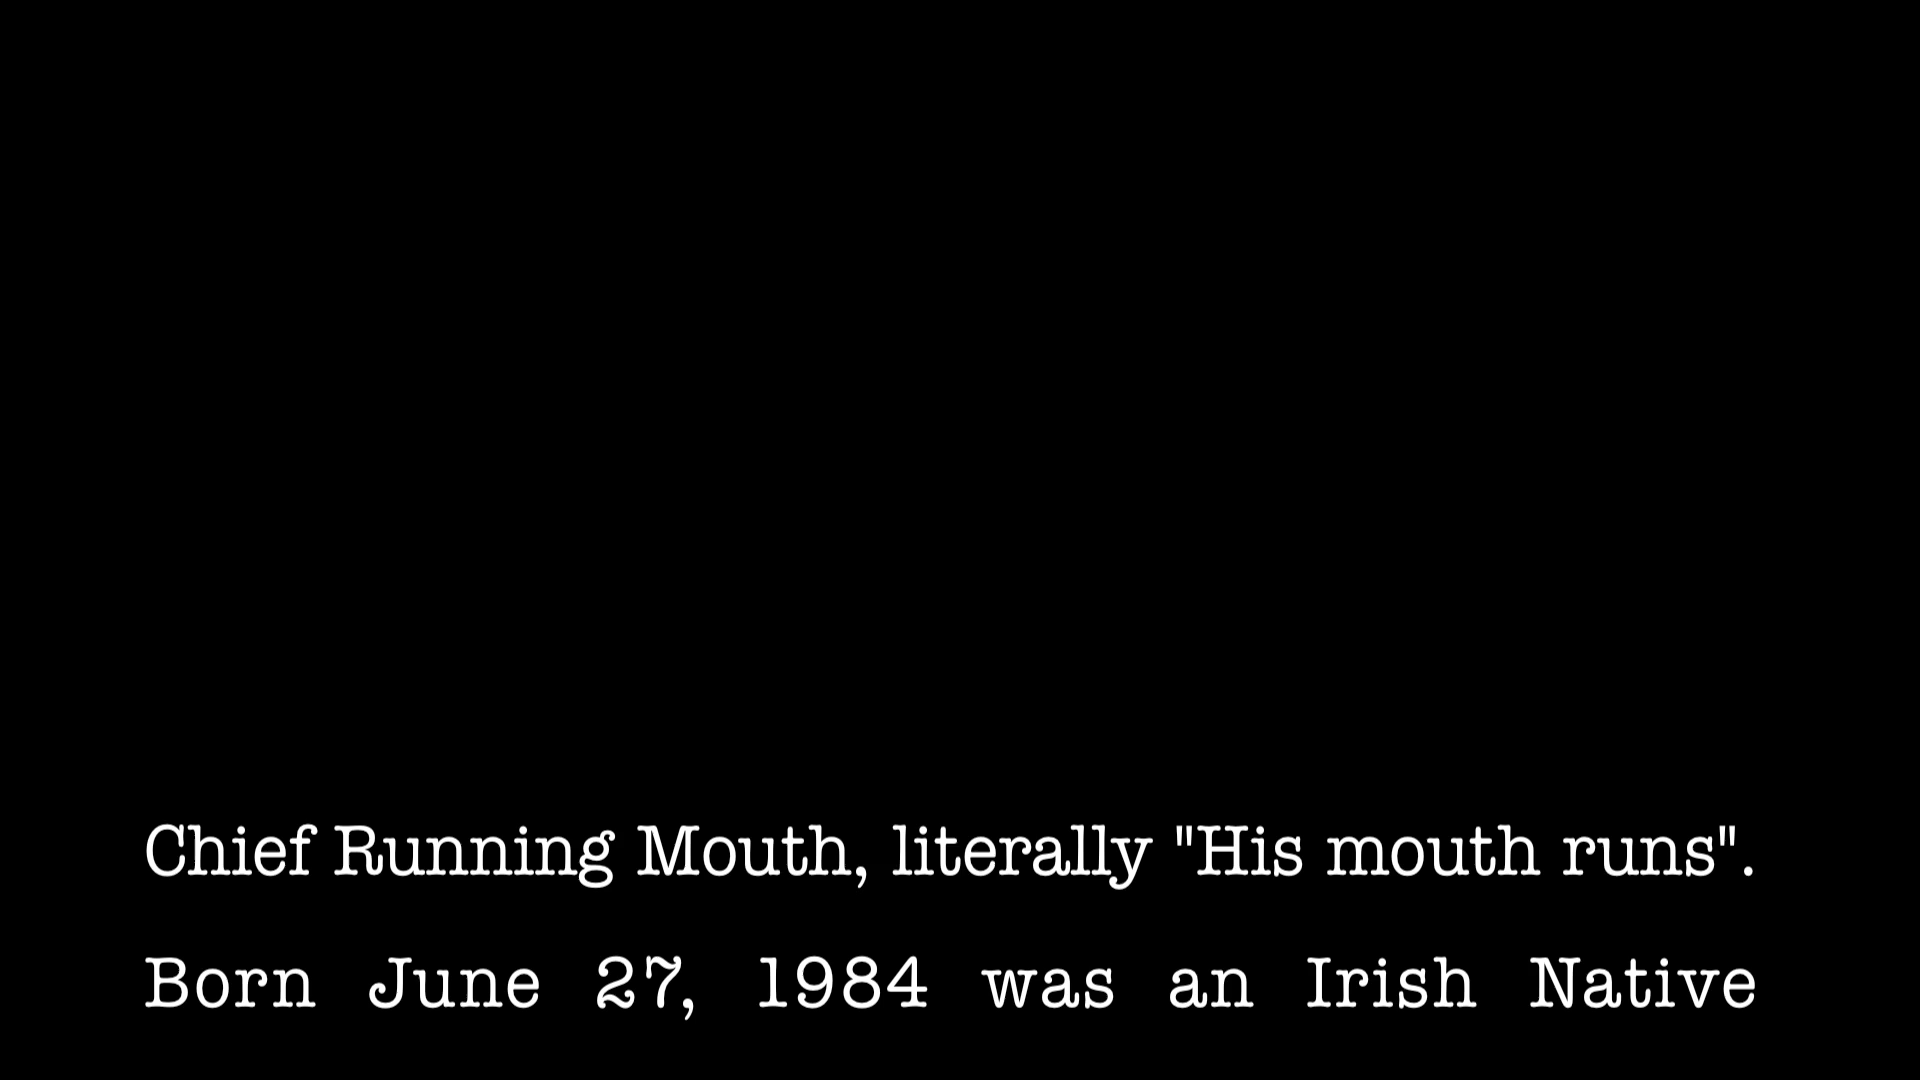 Chief Running Mouth, literally "His mouth runs".
Born June 27, 1984 was an Irish Native